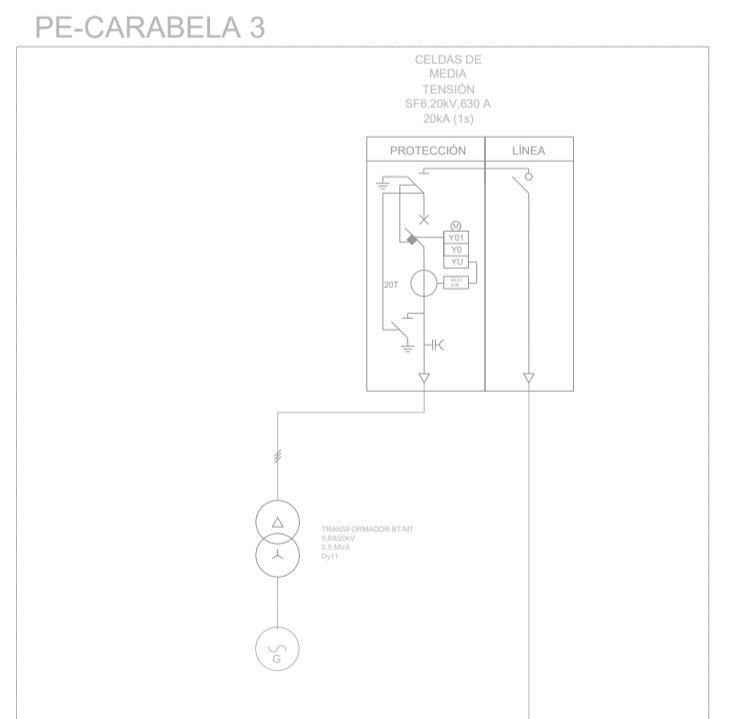 PE-CARABELA 3
CELDAS DE
MEDIA
TENSIÓN
SF6,20kV,630 A
20kA (1s)
PROTECCIÓN
LÍNEA
M
Y01
Y0
YU
20T
TRANSFORMADOR BT/MT
0,69/20kV
5,5 MVA
Dy11
G